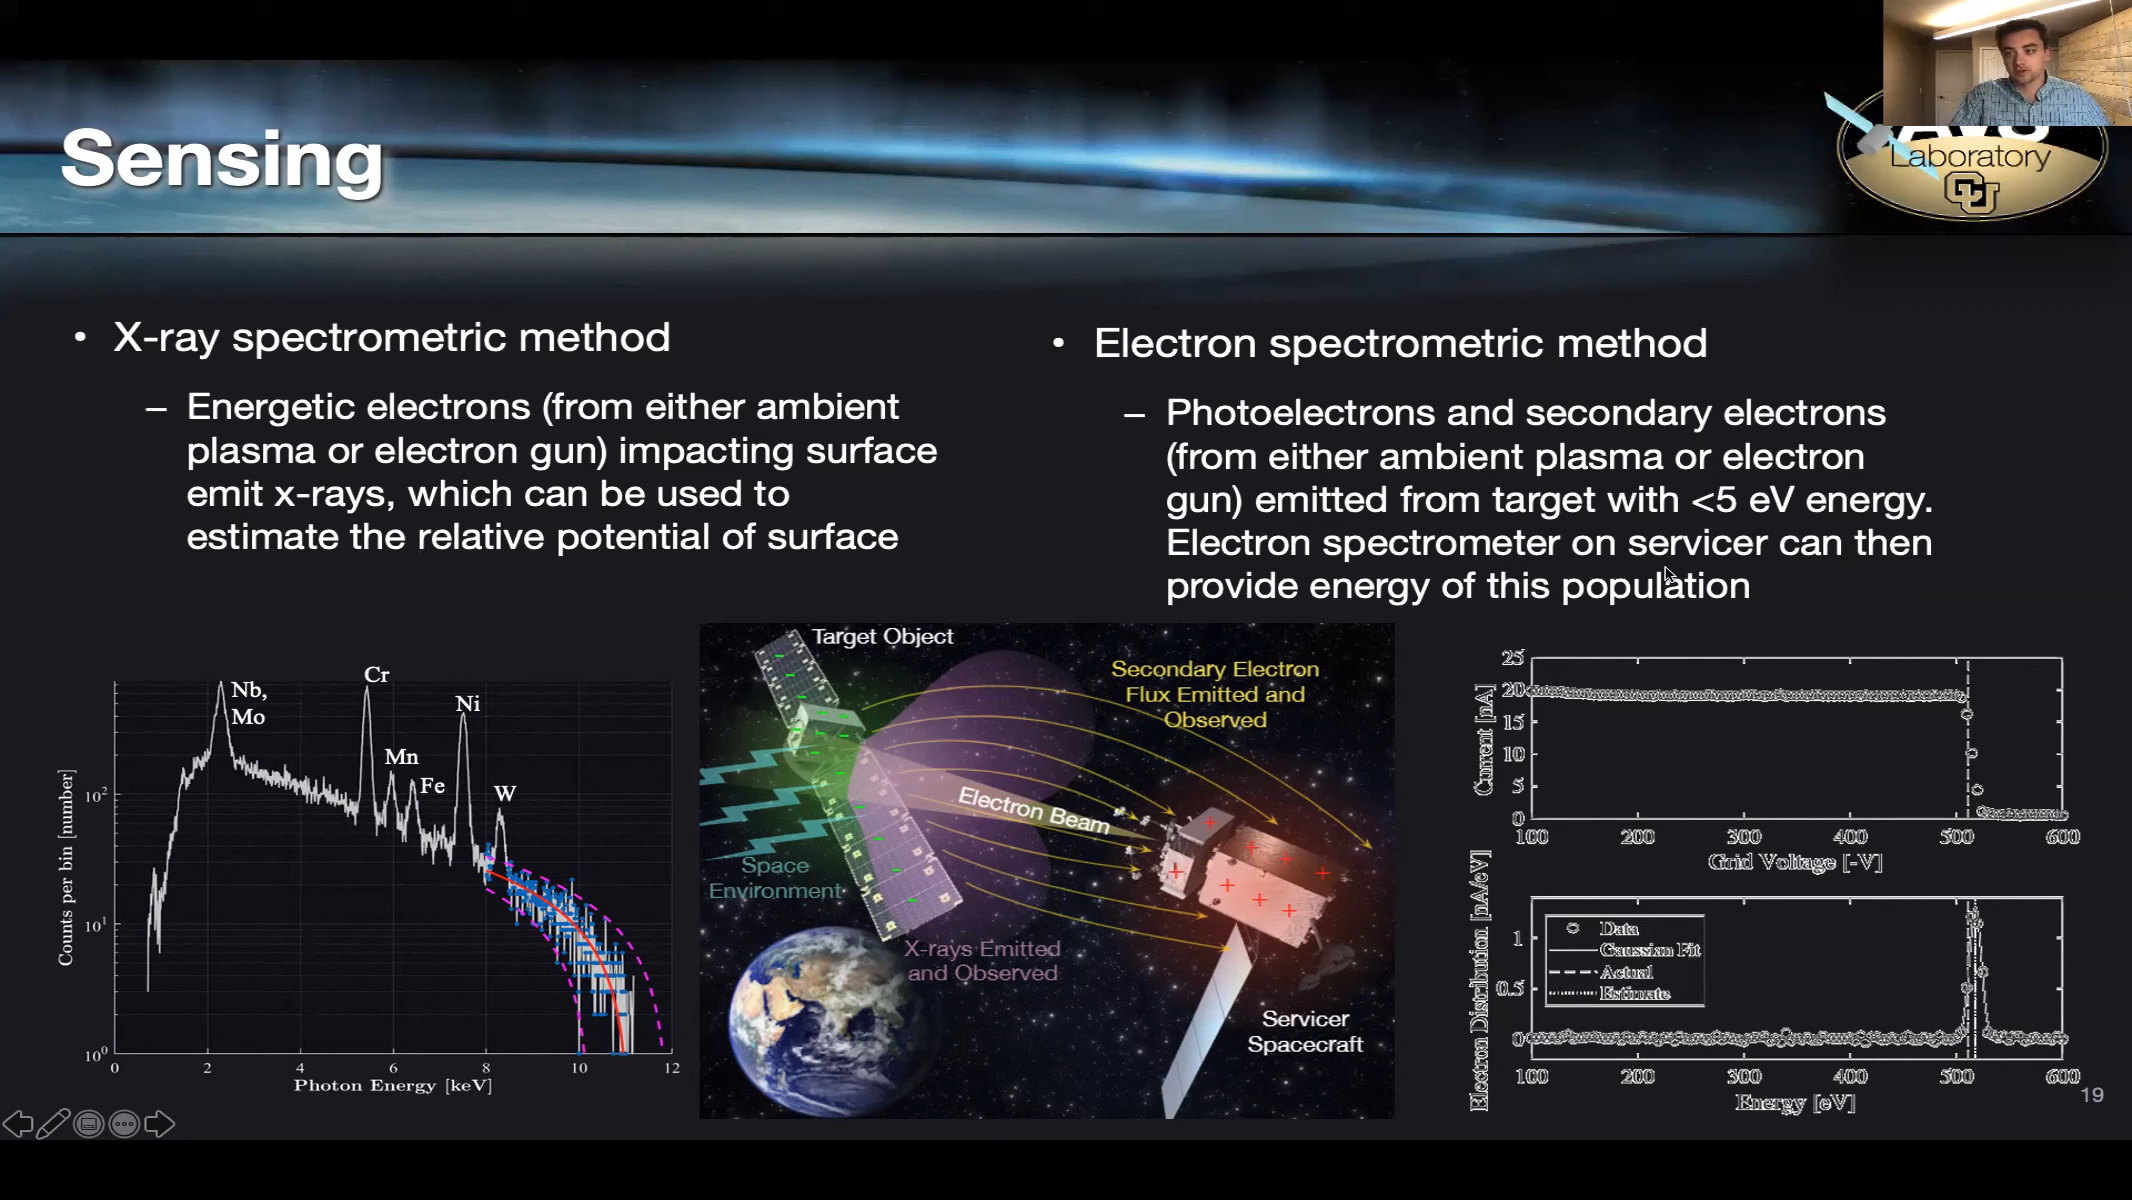 Sensing
Laboratory
CU
• X-ray spectrometric method
– Energetic electrons (from either ambient
plasma or electron gun) impacting surface
emit x-rays, which can be used to
estimate the relative potential of surface
• Electron spectrometric method
– Photoelectrons and secondary electrons
(from either ambient plasma or electron
gun) emitted from target with <5 eV energy.
Electron spectrometer on servicer can then
provide energy of this population
Nb,
Mo
Cr
Mn
Fe
Ni
W
Counts per bin [number]
10²
10¹
10⁰
0 2 4 6 8 10 12
Photon Energy [keV]
Target Object
Secondary Electron
Flux Emitted and
Observed
Electron Beam
Space
Environment
X-rays Emitted
and Observed
Servicer
Spacecraft
Current [nA]
25
20
15
10
5
0
100 200 300 400 500 600
Grid Voltage [-V]
Electron Distribution [nA/eV]
1
0.5
0
Data
Gaussian Fit
Actual
Estimate
100 200 300 400 500 600
Energy [eV]
19